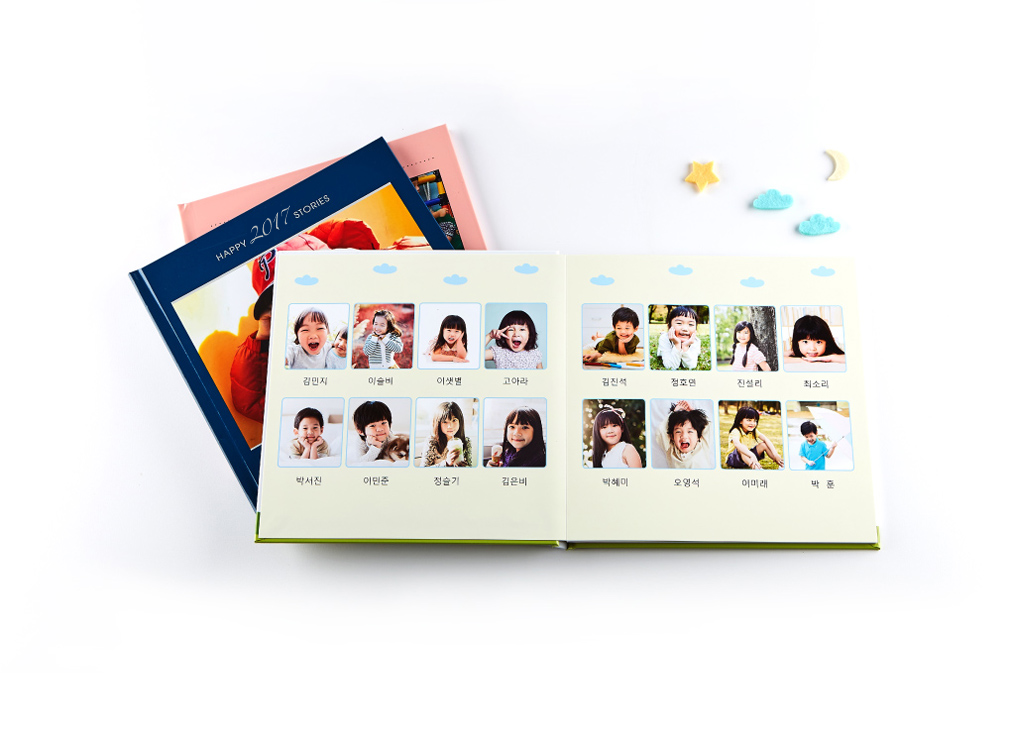 HAPPY 2017 STORIES
김민지 이슬비 이샛별 고아라
박서진 이민준 정슬기 김은비
김진석 정호연 진설리 최소리
박혜미 오영석 이미래 박 훈